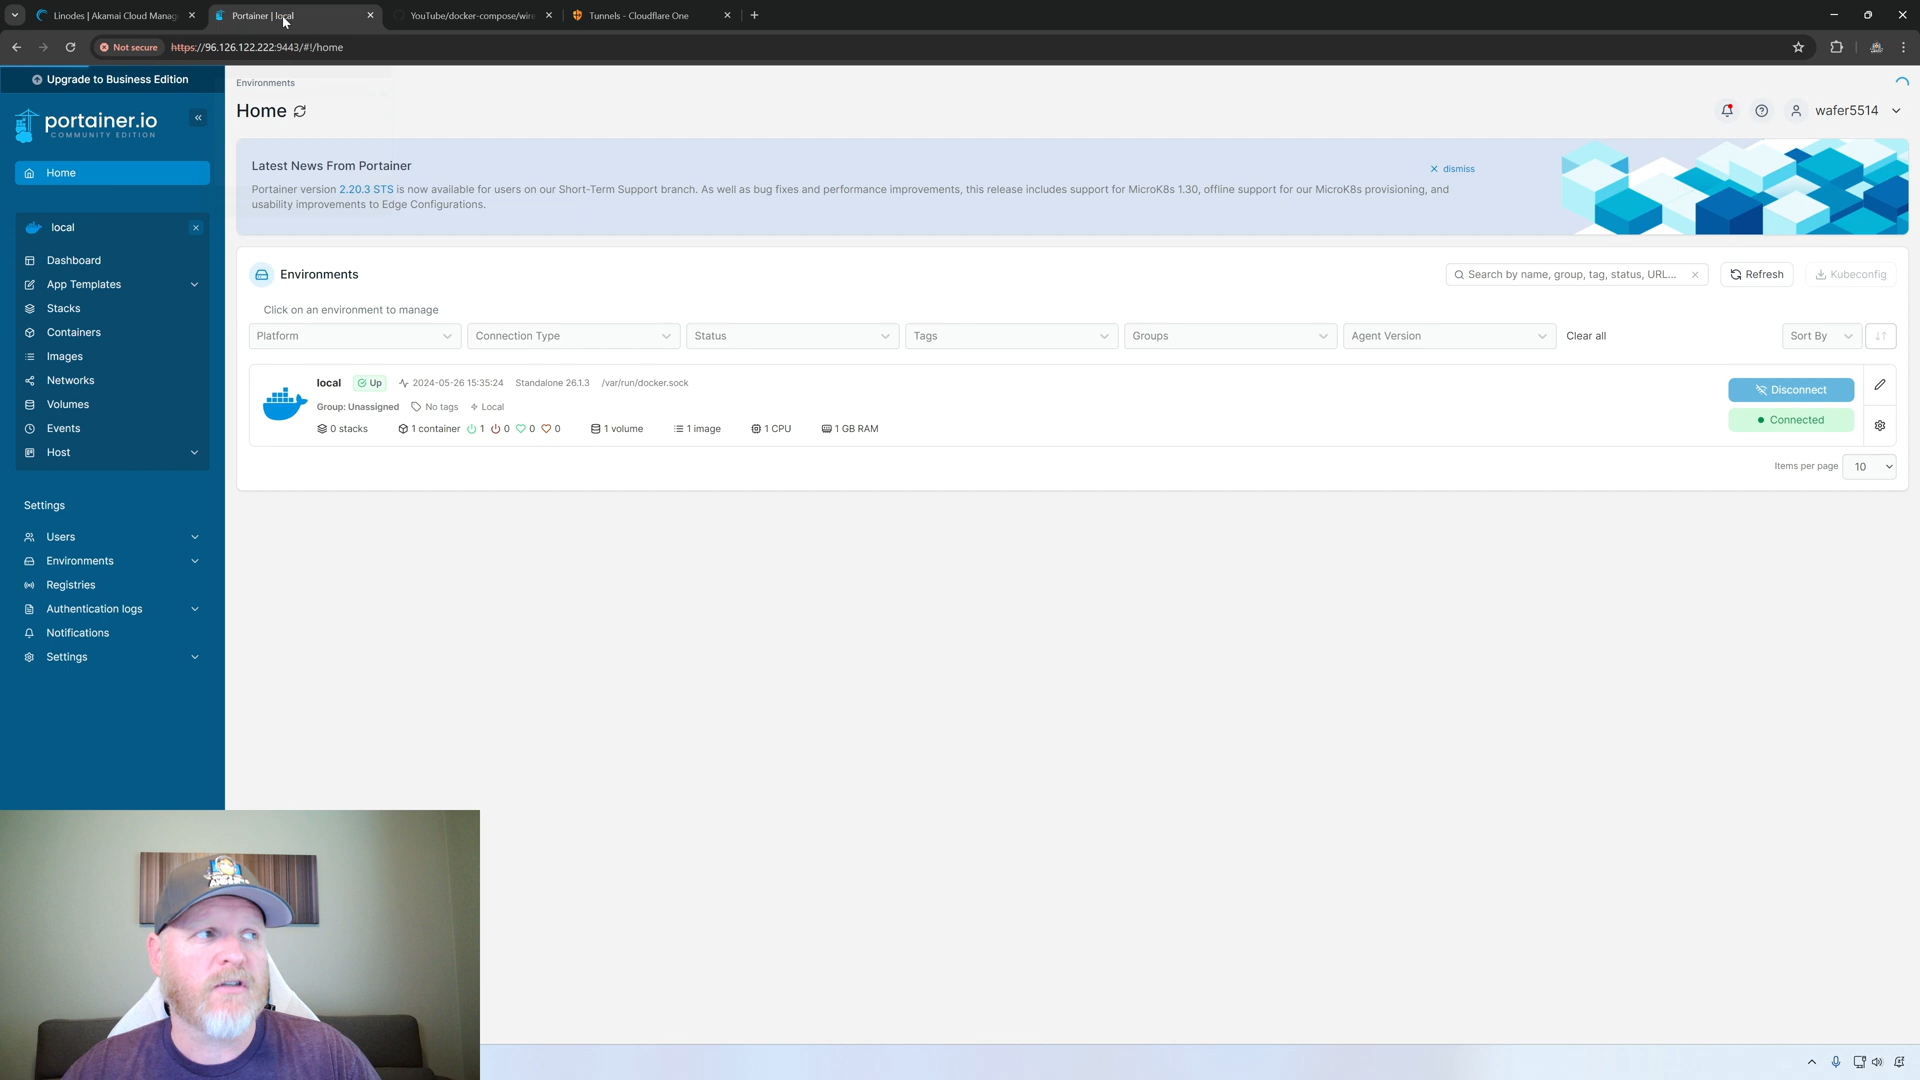 Linodes | Akamai Cloud Manag
Portainer | local
YouTube/docker-compose/wire
Tunnels - Cloudflare One
Not secure
https://96.126.122.222:9443/#!/home
Upgrade to Business Edition
portainer.io
COMMUNITY EDITION
Home
local
Dashboard
App Templates
Stacks
Containers
Images
Networks
Volumes
Events
Host
Settings
Users
Environments
Registries
Authentication logs
Notifications
Settings
Environments
Home
wafer5514
Latest News From Portainer
dismiss
Portainer version 2.20.3 STS is now available for users on our Short-Term Support branch. As well as bug fixes and performance improvements, this release includes support for MicroK8s 1.30, offline support for our MicroK8s provisioning, and
usability improvements to Edge Configurations.
Environments
Search by name, group, tag, status, URL...
Refresh
Kubeconfig
Click on an environment to manage
Platform Connection Type Status Tags Groups Agent Version Clear all Sort By
local Up 2024-05-26 15:35:24 Standalone 26.1.3 /var/run/docker.sock
Group: Unassigned No tags Local
0 stacks 1 container 1 0 0 0 1 volume 1 image 1 CPU 1 GB RAM
Disconnect
Connected
Items per page 10